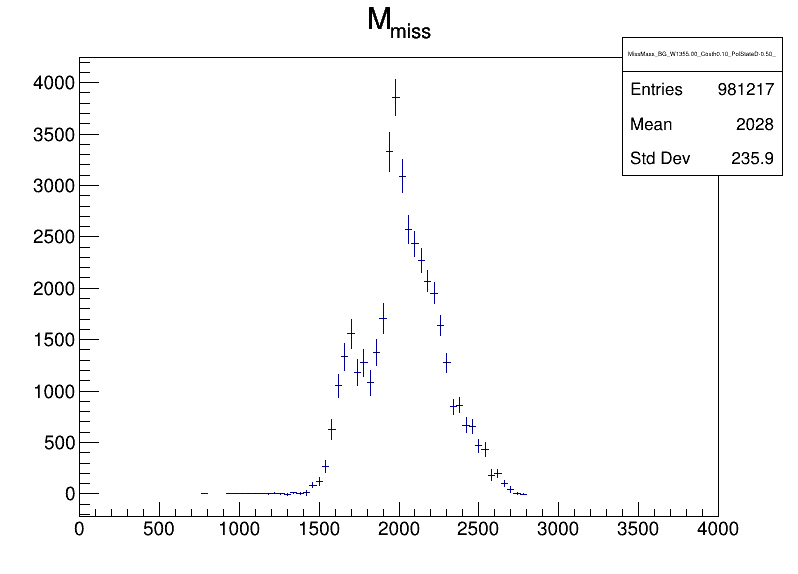 M_miss
MissMass_BG_W1355.00_Costh0.10_PolStateD-0.50_
Entries 981217
Mean 2028
Std Dev 235.9
4000
3500
3000
2500
2000
1500
1000
500
0
0 500 1000 1500 2000 2500 3000 3500 4000